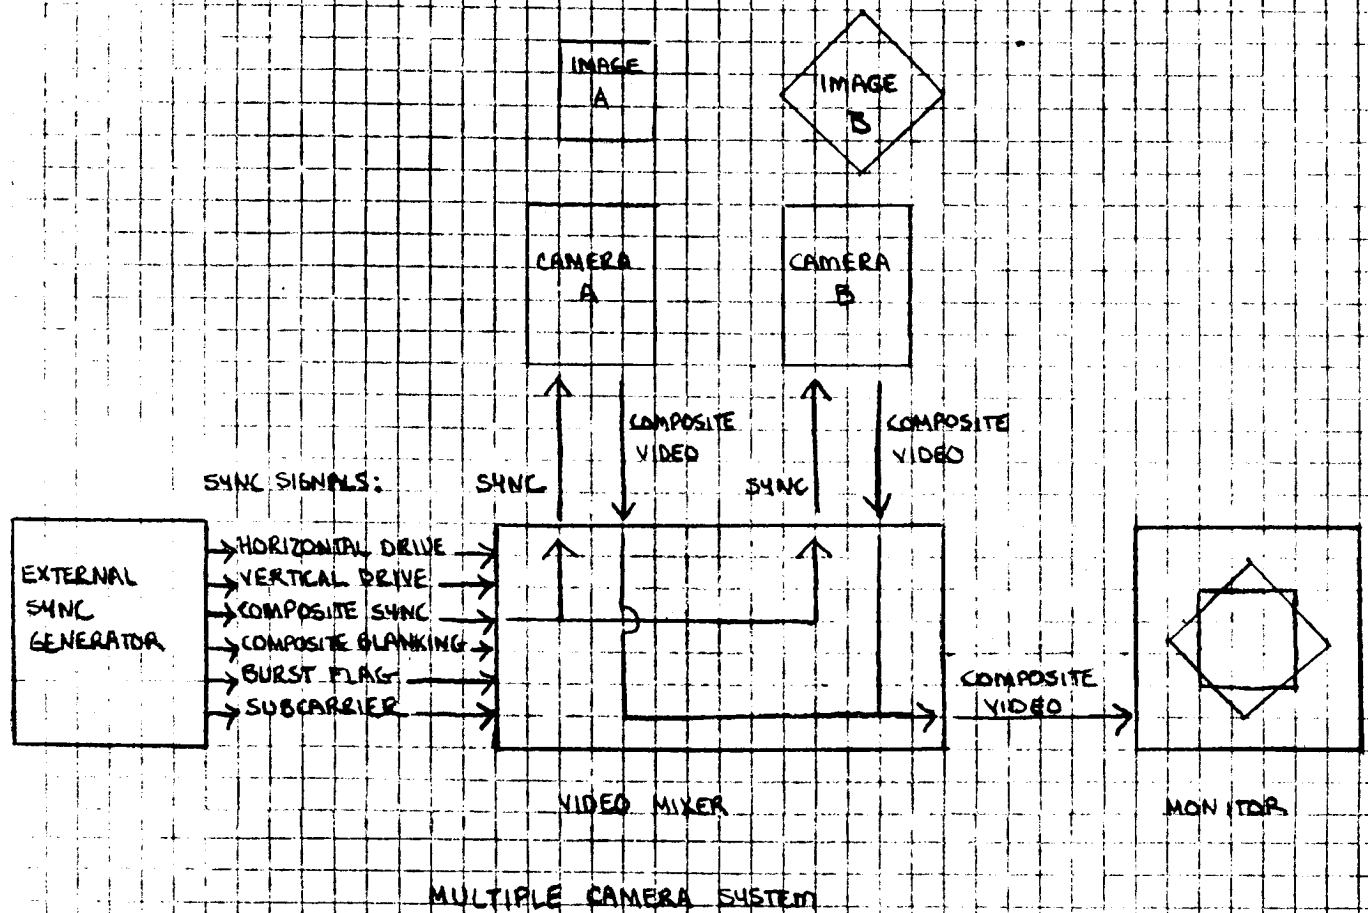 IMAGE
A
IMAGE
B
CAMERA
A
CAMERA
B
COMPOSITE
VIDEO
COMPOSITE
VIDEO
SYNC SIGNALS:
SYNC
SYNC
EXTERNAL
SYNC
GENERATOR
HORIZONTAL DRIVE
VERTICAL DRIVE
COMPOSITE SYNC
COMPOSITE BLANKING
BURST FLAG
SUBCARRIER
COMPOSITE
VIDEO
VIDEO MIXER
MONITOR
MULTIPLE CAMERA SYSTEM